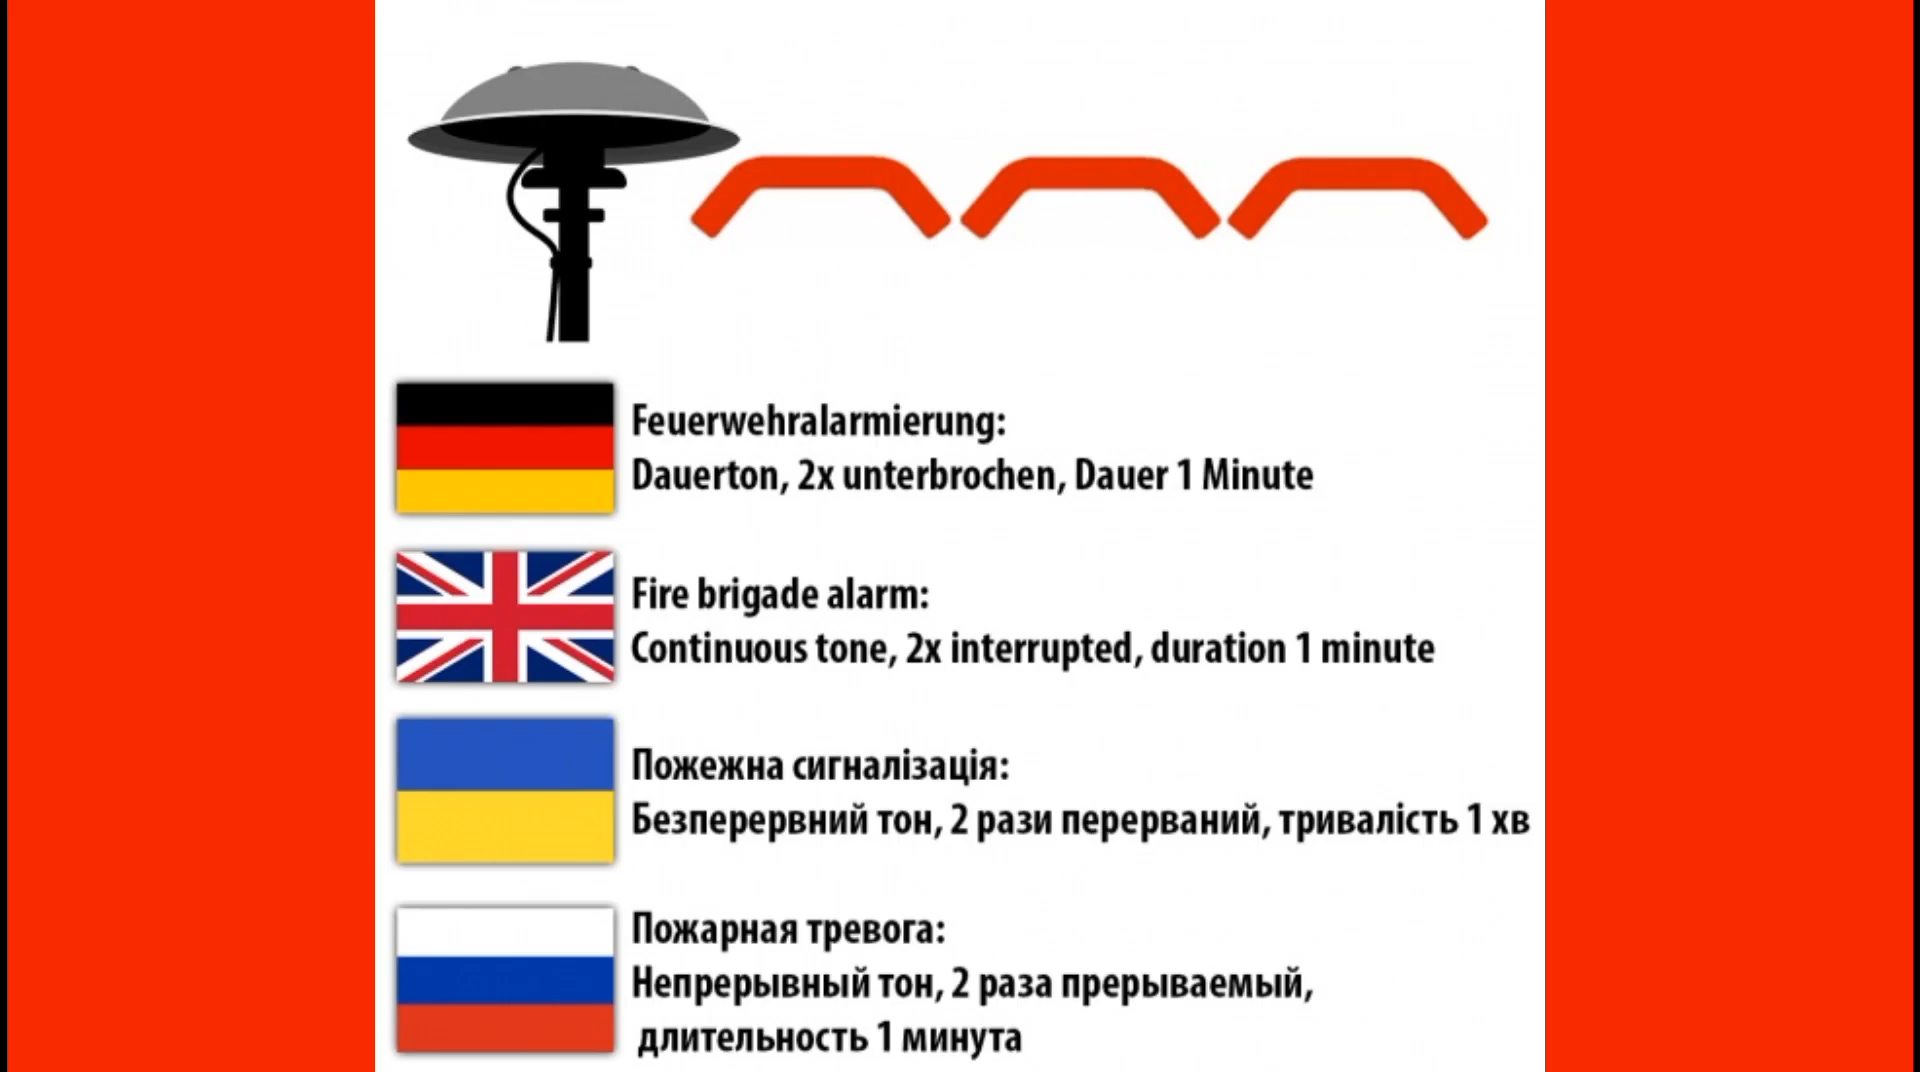 Feuerwehralarmierung:
Dauerton, 2x unterbrochen, Dauer 1 Minute
Fire brigade alarm:
Continuous tone, 2x interrupted, duration 1 minute
Пожежна сигналізація:
Безперервний тон, 2 рази перерваний, тривалість 1 хв
Пожарная тревога:
Непрерывный тон, 2 раза прерываемый,
длительность 1 минута